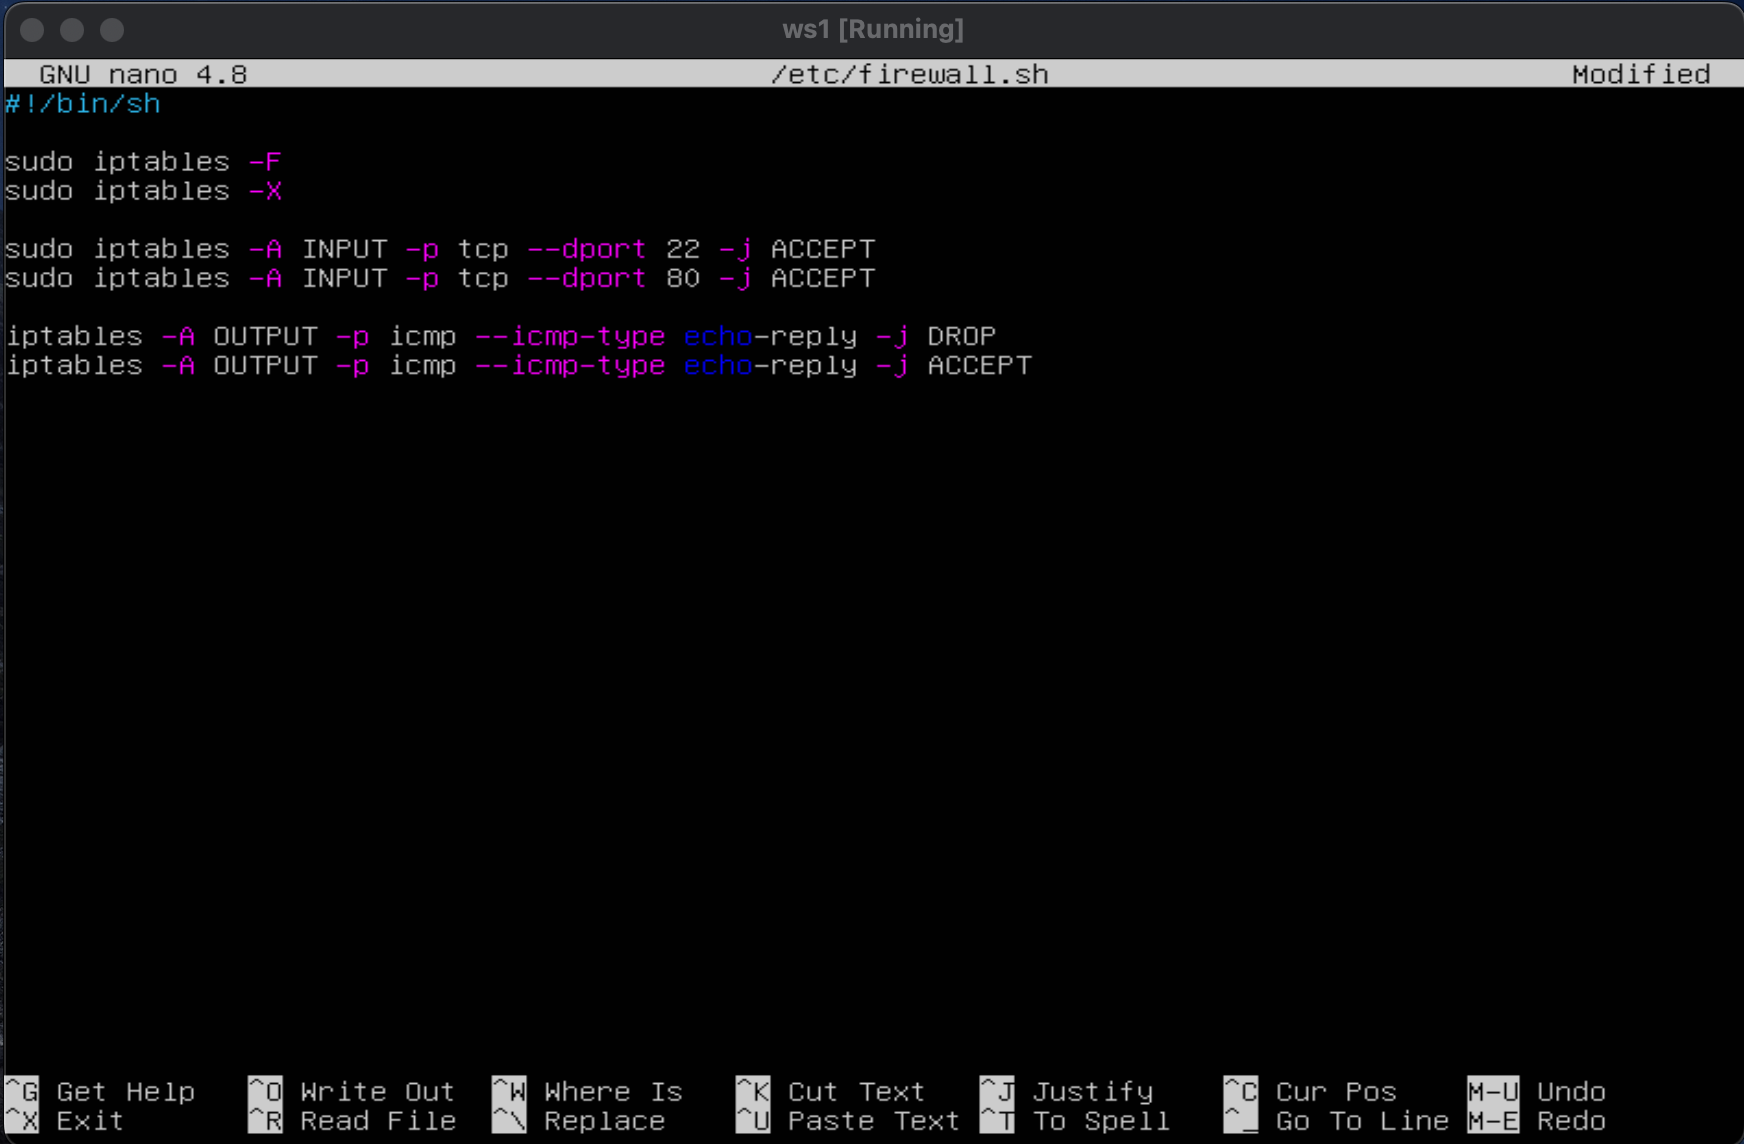 ws1 [Running]
GNU nano 4.8 /etc/firewall.sh Modified
#!/bin/sh
sudo iptables -F
sudo iptables -X
sudo iptables -A INPUT -p tcp --dport 22 -j ACCEPT
sudo iptables -A INPUT -p tcp --dport 80 -j ACCEPT
iptables -A OUTPUT -p icmp --icmp-type echo-reply -j DROP
iptables -A OUTPUT -p icmp --icmp-type echo-reply -j ACCEPT
^G Get Help ^O Write Out ^W Where Is ^K Cut Text ^J Justify ^C Cur Pos M-U Undo
^X Exit ^R Read File ^\ Replace ^U Paste Text ^T To Spell ^_ Go To Line M-E Redo